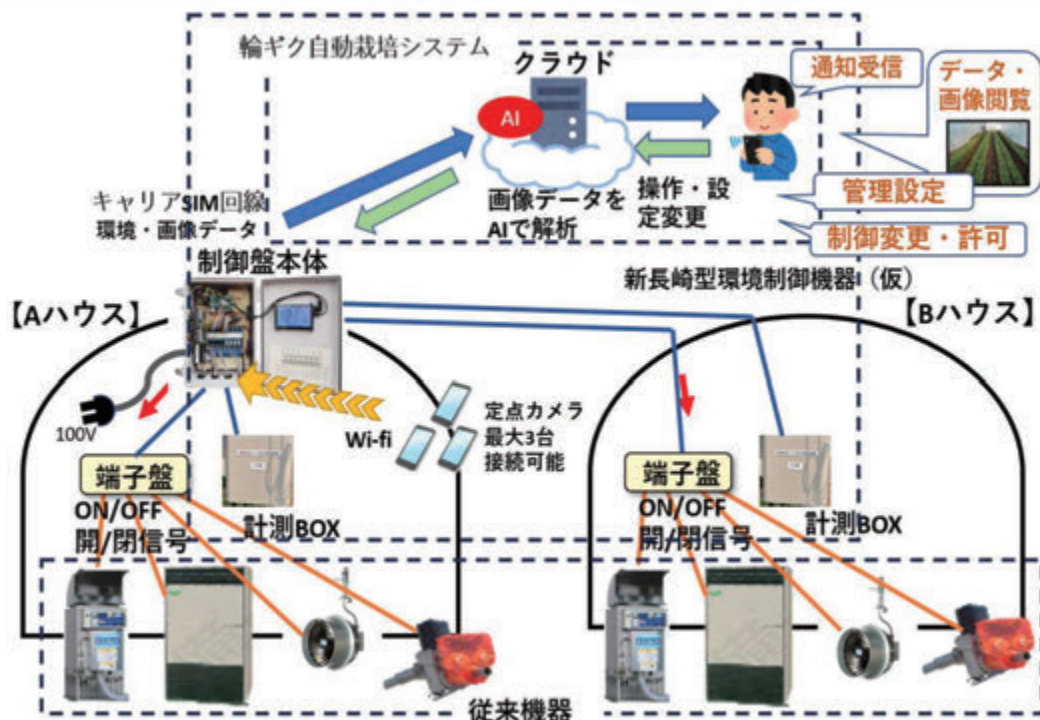 輪ギク自動栽培システム
クラウド
AI
通知受信
データ・
画像閲覧
キャリアSIM回線
環境・画像データ
画像データを
AIで解析
操作・設
定変更
管理設定
制御変更・許可
制御盤本体
新長崎型環境制御機器（仮）
【Aハウス】
【Bハウス】
100V
Wi-fi
定点カメラ
最大3台
接続可能
端子盤
ON/OFF
開/閉信号
計測BOX
端子盤
ON/OFF
開/閉信号
計測BOX
従来機器